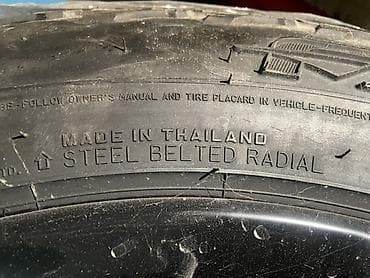 -FOLLOW OWNER'S MANUAL AND TIRE PLACARD IN VEHICLE-FREQUENT
MADE IN THAILAND
STEEL BELTED RADIAL